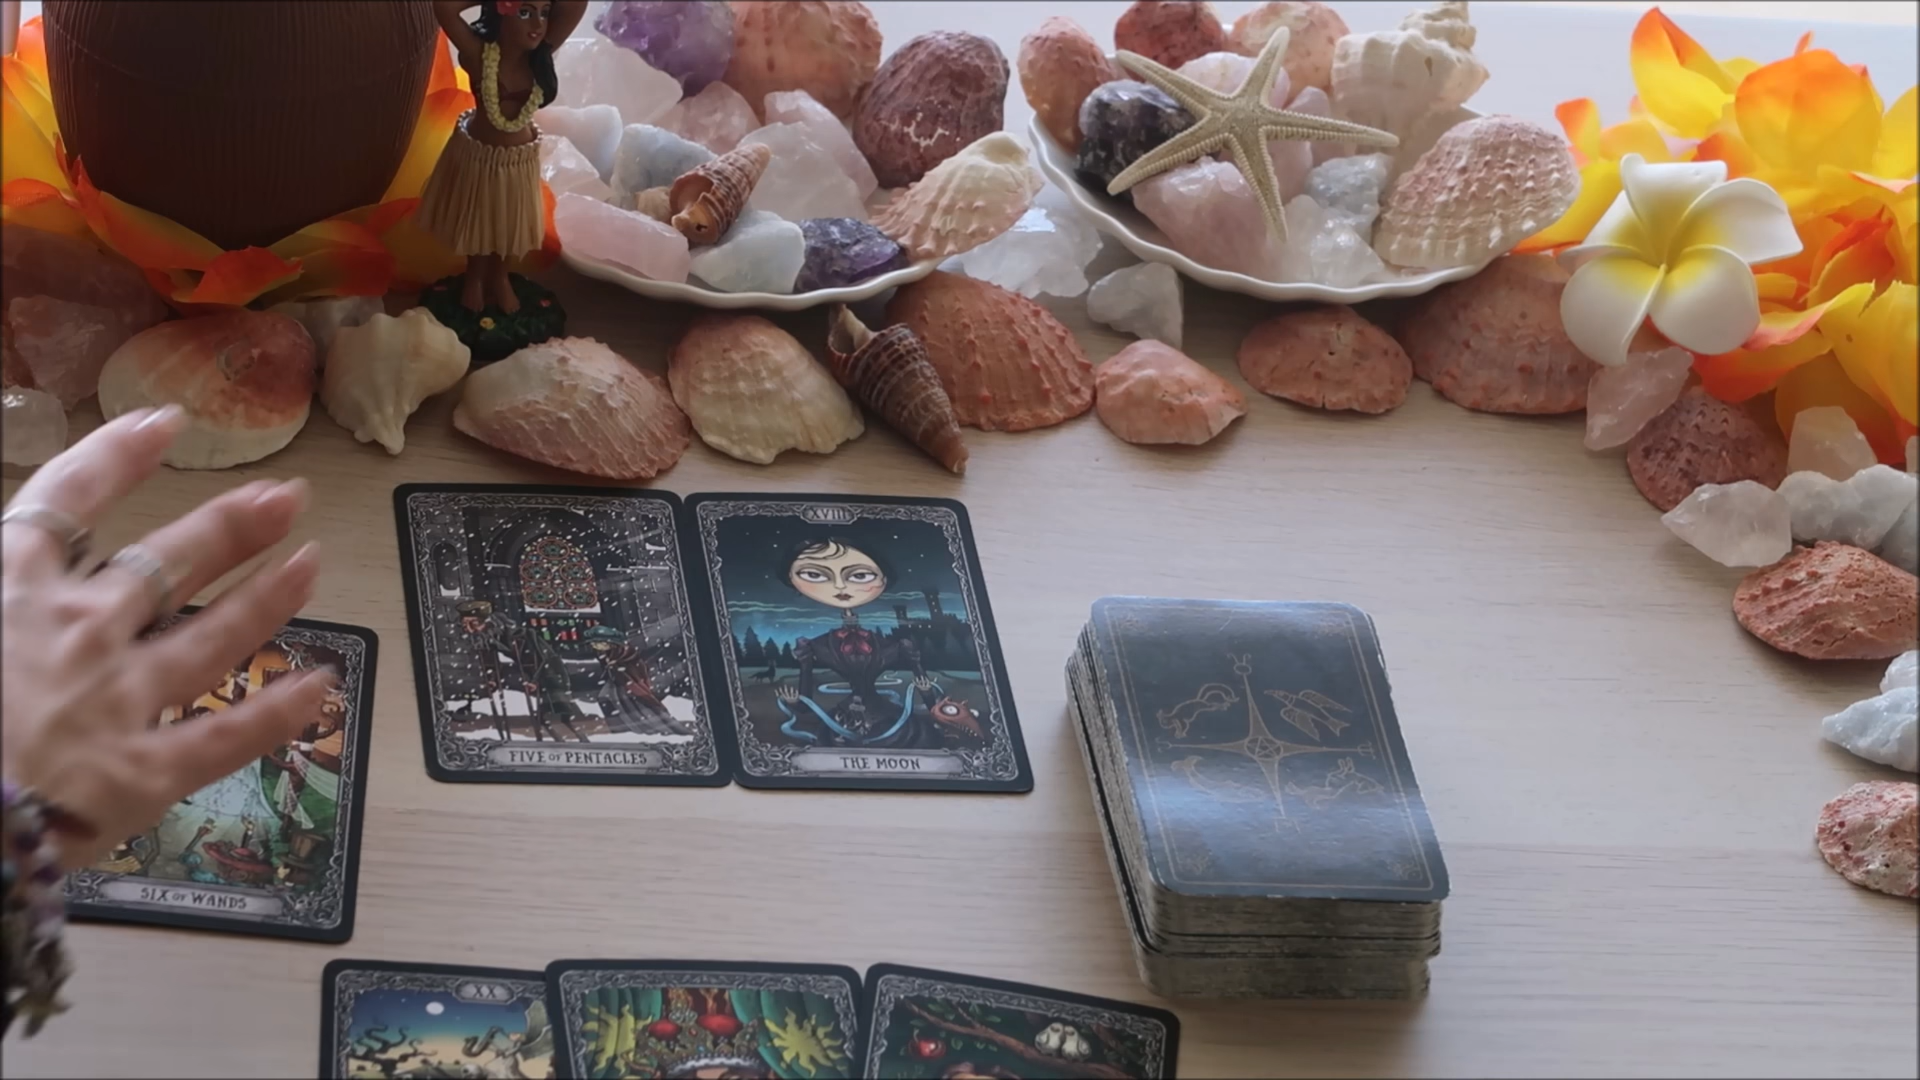 XVIII
FIVE OF PENTACLES
THE MOON
SIX OF WANDS
XX